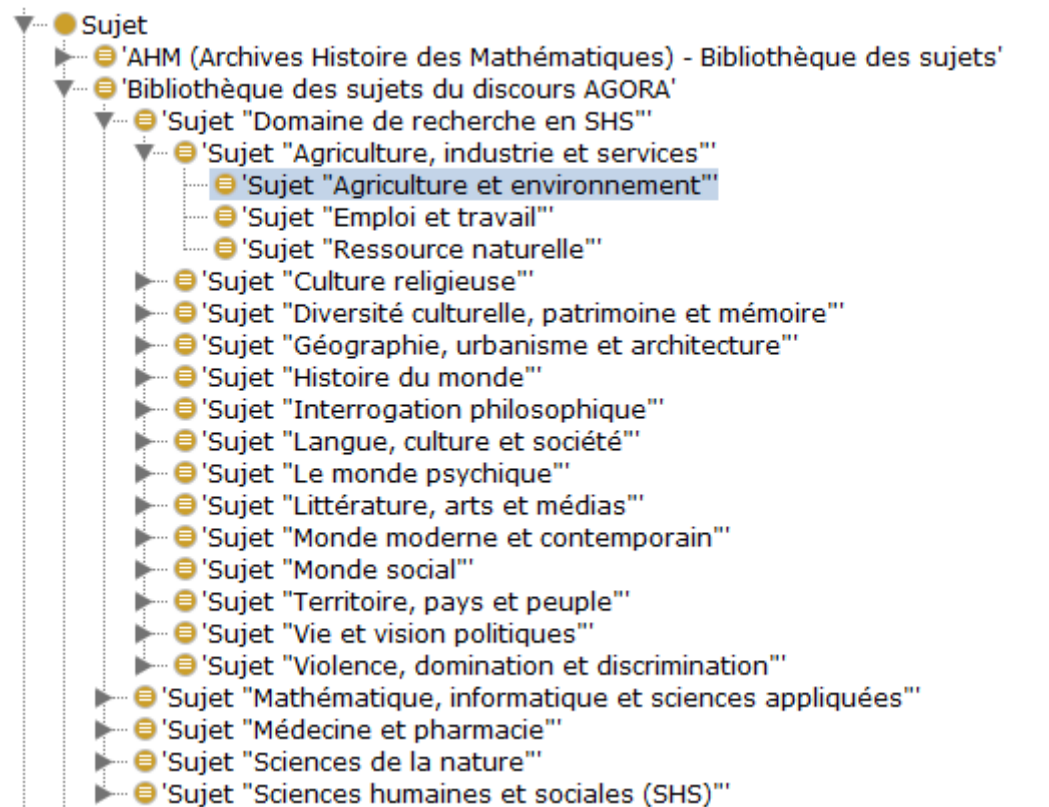 Sujet
'AHM (Archives Histoire des Mathématiques) - Bibliothèque des sujets'
'Bibliothèque des sujets du discours AGORA'
'Sujet "Domaine de recherche en SHS"'
'Sujet "Agriculture, industrie et services"'
'Sujet "Agriculture et environnement"'
'Sujet "Emploi et travail"'
'Sujet "Ressource naturelle"'
'Sujet "Culture religieuse"'
'Sujet "Diversité culturelle, patrimoine et mémoire"'
'Sujet "Géographie, urbanisme et architecture"'
'Sujet "Histoire du monde"'
'Sujet "Interrogation philosophique"'
'Sujet "Langue, culture et société"'
'Sujet "Le monde psychique"'
'Sujet "Littérature, arts et médias"'
'Sujet "Monde moderne et contemporain"'
'Sujet "Monde social"'
'Sujet "Territoire, pays et peuple"'
'Sujet "Vie et vision politiques"'
'Sujet "Violence, domination et discrimination"'
'Sujet "Mathématique, informatique et sciences appliquées"'
'Sujet "Médecine et pharmacie"'
'Sujet "Sciences de la nature"'
'Sujet "Sciences humaines et sociales (SHS)"'